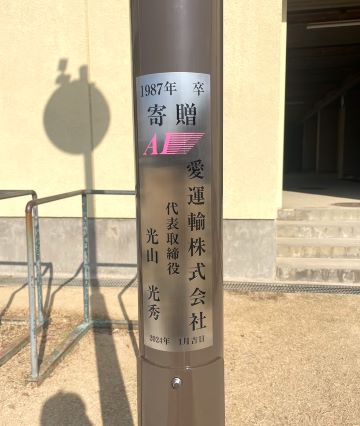 1987年 卒
寄贈
AI
愛運輸株式会社
代表取締役
光山 光秀
2024年 1月吉日